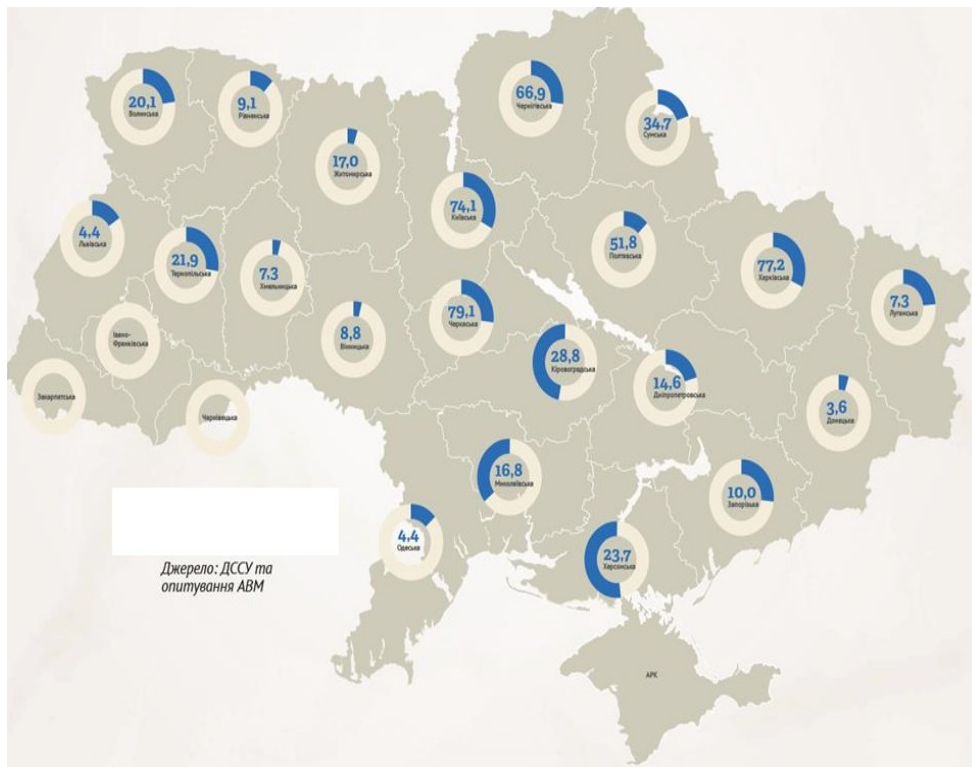 66,9
Чернігівська
20,1
Волинська
9,1
Рівненська
34,7
Сумська
17,0
Житомирська
74,1
Київська
4,4
Львівська
21,9
Тернопільська
7,3
Хмельницька
51,8
Полтавська
77,2
Харківська
7,3
Луганська
79,1
Черкаська
8,8
Вінницька
Івано-
Франківська
28,8
Кіровоградська
14,6
Дніпропетровська
Закарпатська
Чернівецька
3,6
Донецька
16,8
Миколаївська
10,0
Запорізька
4,4
Одеська
23,7
Херсонська
Джерело: ДССУ та
опитування АВМ
АРК